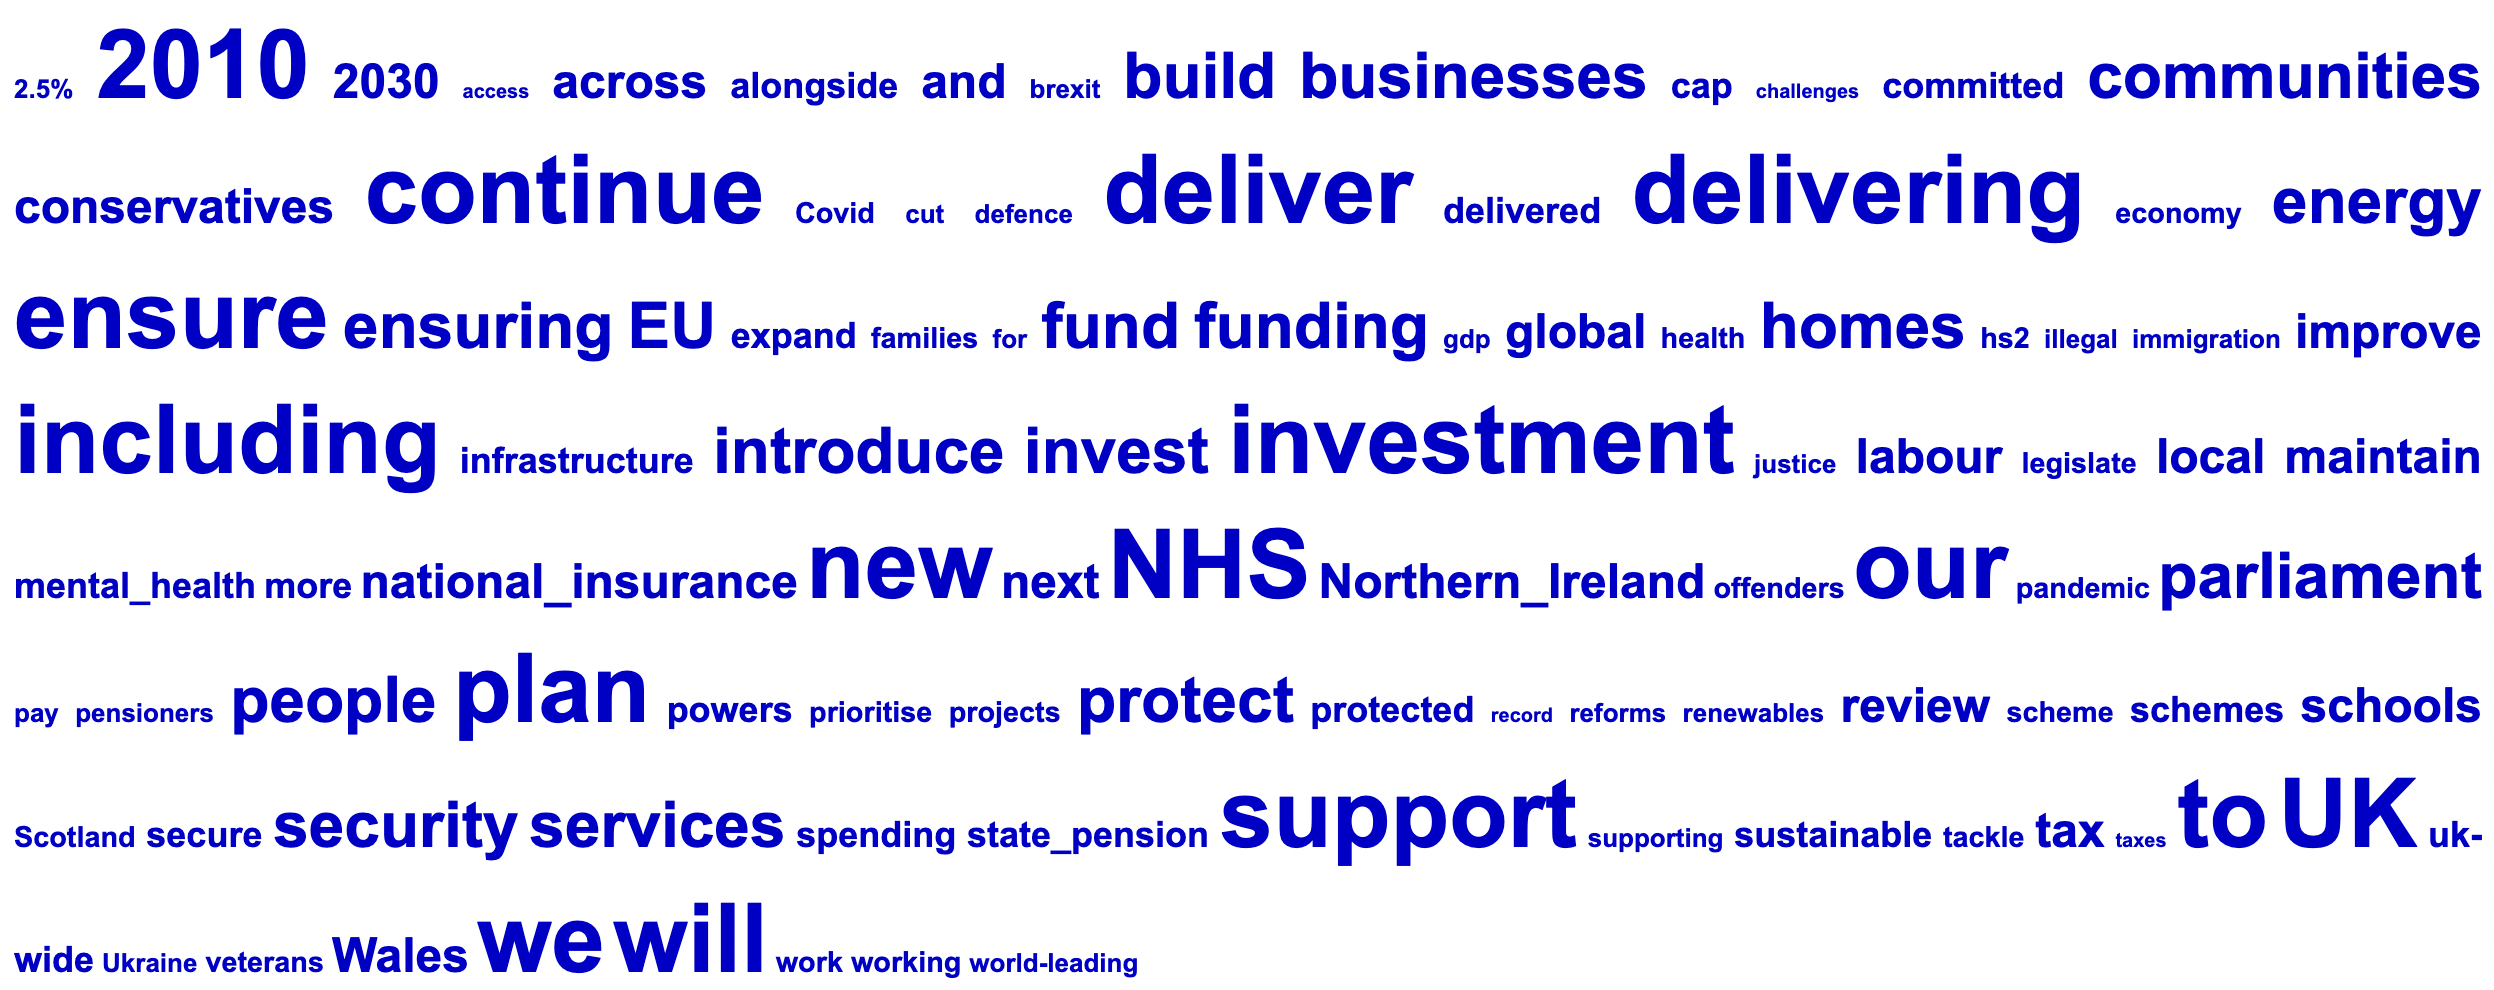 2.5% 2010 2030 access across alongside and brexit build businesses cap challenges committed communities
conservatives continue Covid cut defence deliver delivered delivering economy energy
ensure ensuring EU expand families for fund funding gdp global health homes hs2 illegal immigration improve
including infrastructure introduce invest investment justice labour legislate local maintain
mental_health more national_insurance new next NHS Northern_Ireland offenders our pandemic parliament
pay pensioners people plan powers prioritise projects protect protected record reforms renewables review scheme schemes schools
Scotland secure security services spending state_pension support supporting sustainable tackle tax taxes to UK uk-
wide Ukraine veterans Wales we will work working world-leading